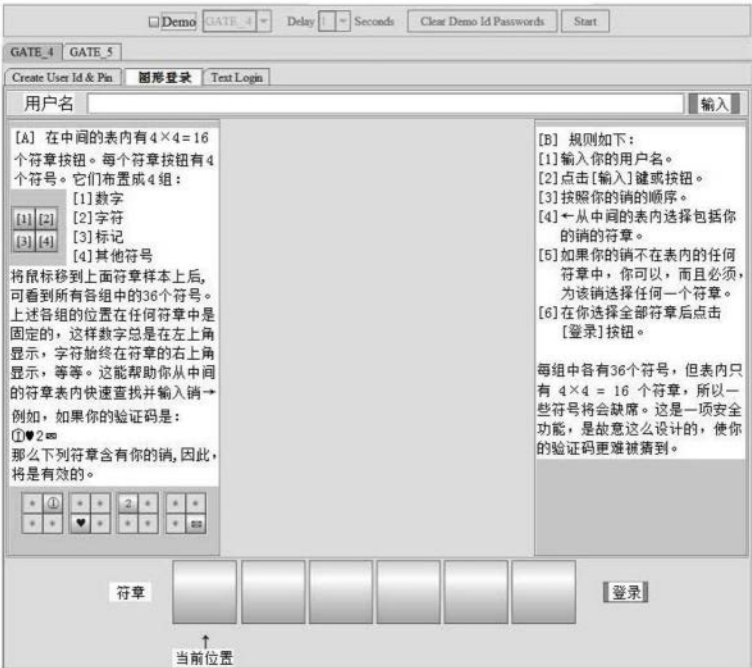 Demo GATE_4 Delay 1 Seconds Clear Demo Id Passwords Start
GATE_4 GATE_5
Create User Id & Pin 图形登录 Text Login
用户名 输入
[A] 在中间的表内有4×4=16
个符章按钮。每个符章按钮有4
个符号。它们布置成4组：
[1] [2]
[3] [4]
[1]数字
[2]字符
[3]标记
[4]其他符号
将鼠标移到上面符章样本上后,
可看到所有各组中的36个符号。
上述各组的位置在任何符章中是
固定的，这样数字总是在左上角
显示，字符始终在符章的右上角
显示，等等。这能帮助你从中间
的符章表内快速查找并输入销→
例如，如果你的验证码是：
①♥2✉
那么下列符章含有你的销,因此，
将是有效的。
* ① * * 2 * * *
* * ♥ * * * * ✉
[B] 规则如下：
[1]输入你的用户名。
[2]点击[输入]键或按钮。
[3]按照你的销的顺序。
[4]←从中间的表内选择包括你
的销的符章。
[5]如果你的销不在表内的任何
符章中，你可以，而且必须，
为该销选择任何一个符章。
[6]在你选择全部符章后点击
[登录]按钮。
每组中各有36个符号，但表内只
有 4×4 = 16 个符章，所以一
些符号将会缺席。这是一项安全
功能，是故意这么设计的，使你
的验证码更难被猜到。
符章 登录
↑
当前位置